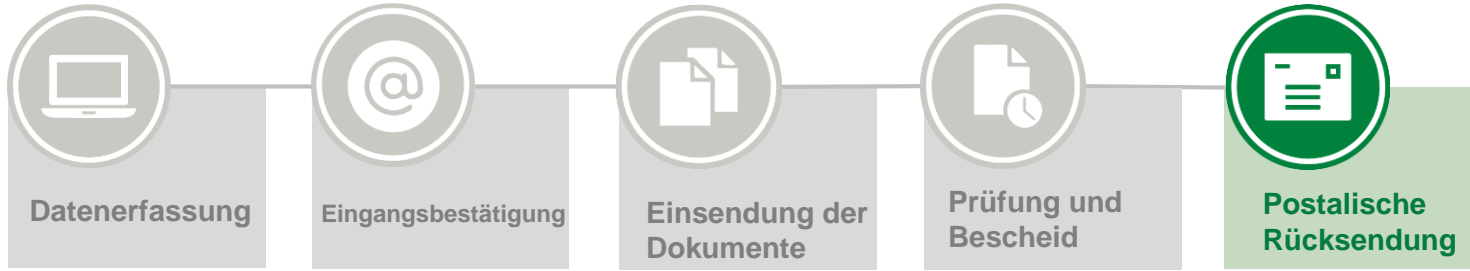 Datenerfassung
Eingangsbestätigung
Einsendung der
Dokumente
Prüfung und
Bescheid
Postalische
Rücksendung